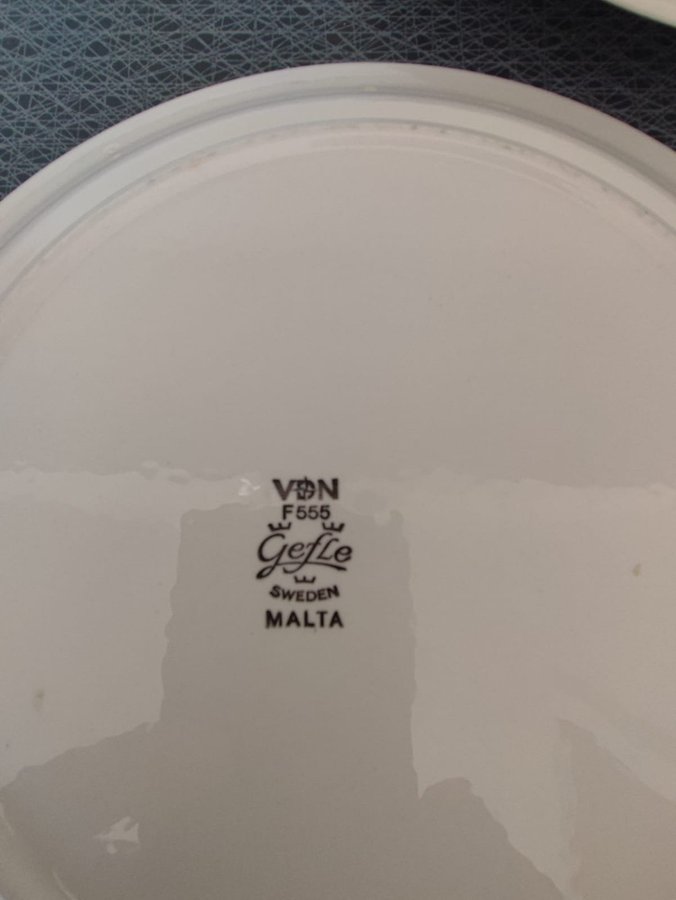 VDN
F555
Gefle
SWEDEN
MALTA